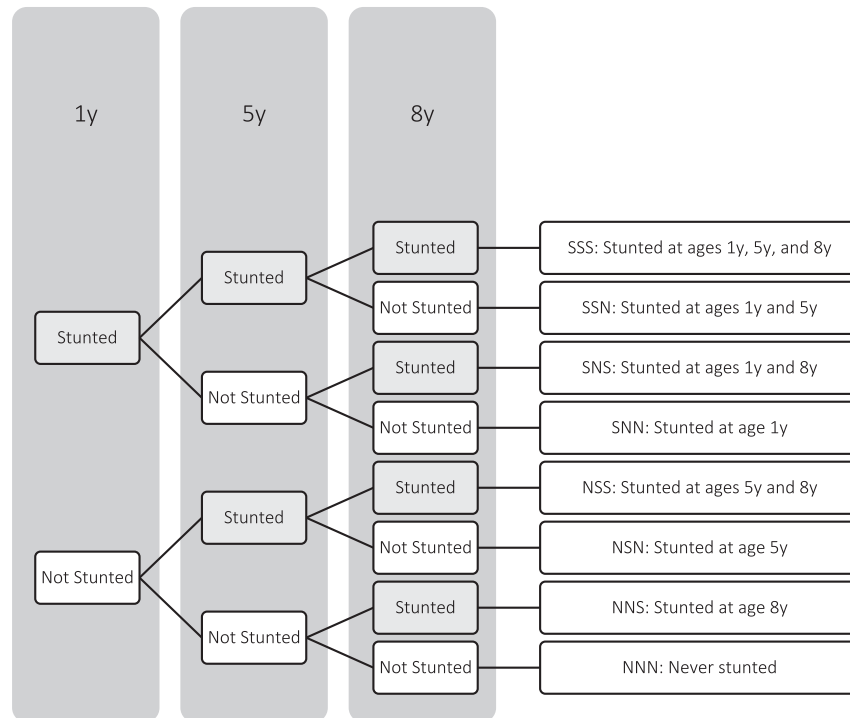 1y
5y
8y
Stunted
Not Stunted
Stunted
Not Stunted
Stunted
Not Stunted
Stunted
Not Stunted
Stunted
Not Stunted
Stunted
Not Stunted
Stunted
Not Stunted
SSS: Stunted at ages 1y, 5y, and 8y
SSN: Stunted at ages 1y and 5y
SNS: Stunted at ages 1y and 8y
SNN: Stunted at age 1y
NSS: Stunted at ages 5y and 8y
NSN: Stunted at age 5y
NNS: Stunted at age 8y
NNN: Never stunted